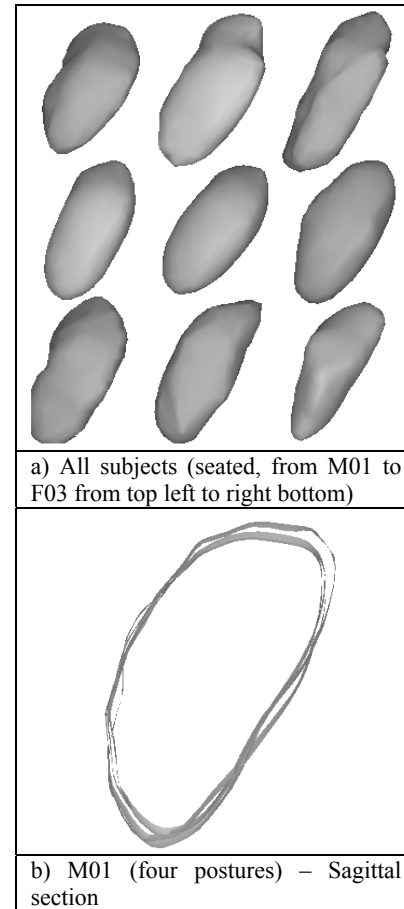 a) All subjects (seated, from M01 to
F03 from top left to right bottom)
b) M01 (four postures) – Sagittal
section